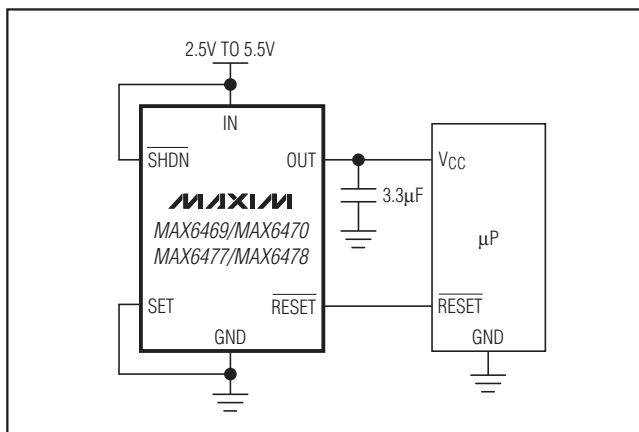 2.5V TO 5.5V
IN
SHDN
OUT
VCC
3.3µF
MAXIM
MAX6469/MAX6470
MAX6477/MAX6478
µP
SET
RESET
RESET
GND
GND